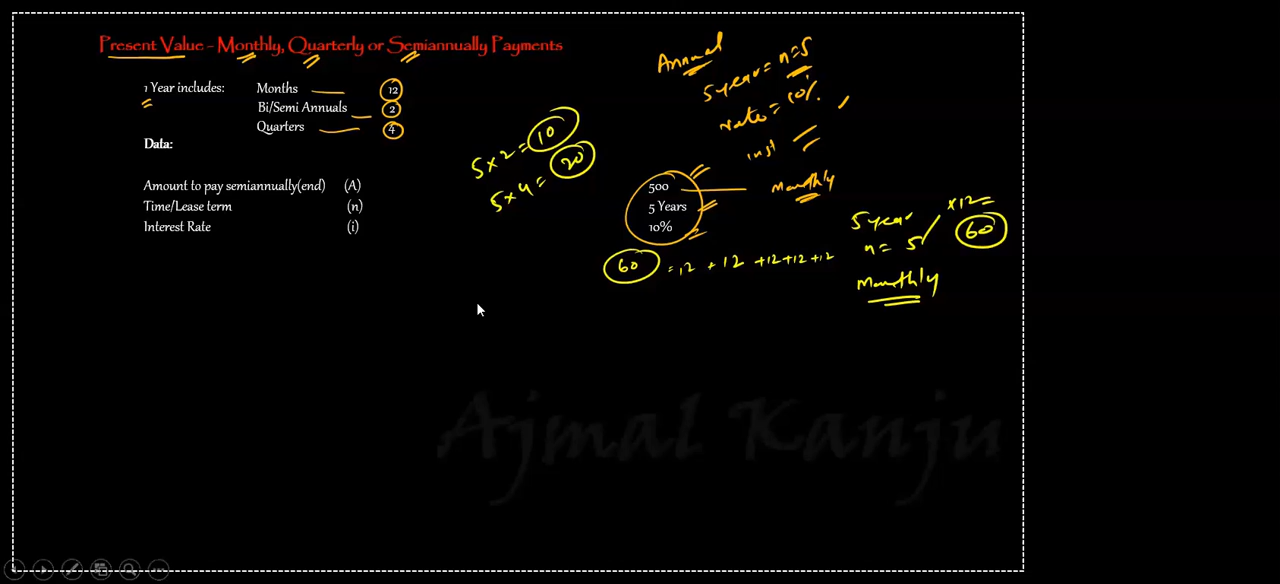 Present Value - Monthly, Quarterly or Semiannually Payments
1 Year includes:
Months 12
Bi/Semi Annuals 2
Quarters 4
Data:
Amount to pay semiannually(end) (A) 500
Time/Lease term (n) 5 Years
Interest Rate (i) 10%
5 × 2 = 10
5 × 4 = 20
Annual
5 year = n = 5
rate = 10%
inst
Monthly
5 year × 12 =
n = 5 60
Monthly
60 = 12 + 12 + 12 + 12 + 12
Ajmal Kanju